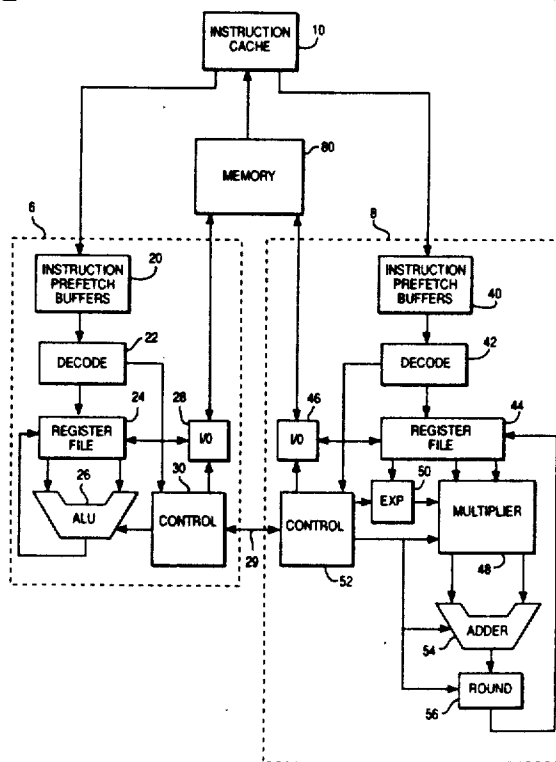 10
INSTRUCTION
CACHE
80
MEMORY
6
8
20
INSTRUCTION
PREFETCH
BUFFERS
INSTRUCTION
PREFETCH
BUFFERS
40
22
DECODE
42
DECODE
24
REGISTER
FILE
28
I/O
46
I/O
44
REGISTER
FILE
26
ALU
30
CONTROL
29
CONTROL
52
50
EXP
MULTIPLIER
48
ADDER
54
ROUND
56